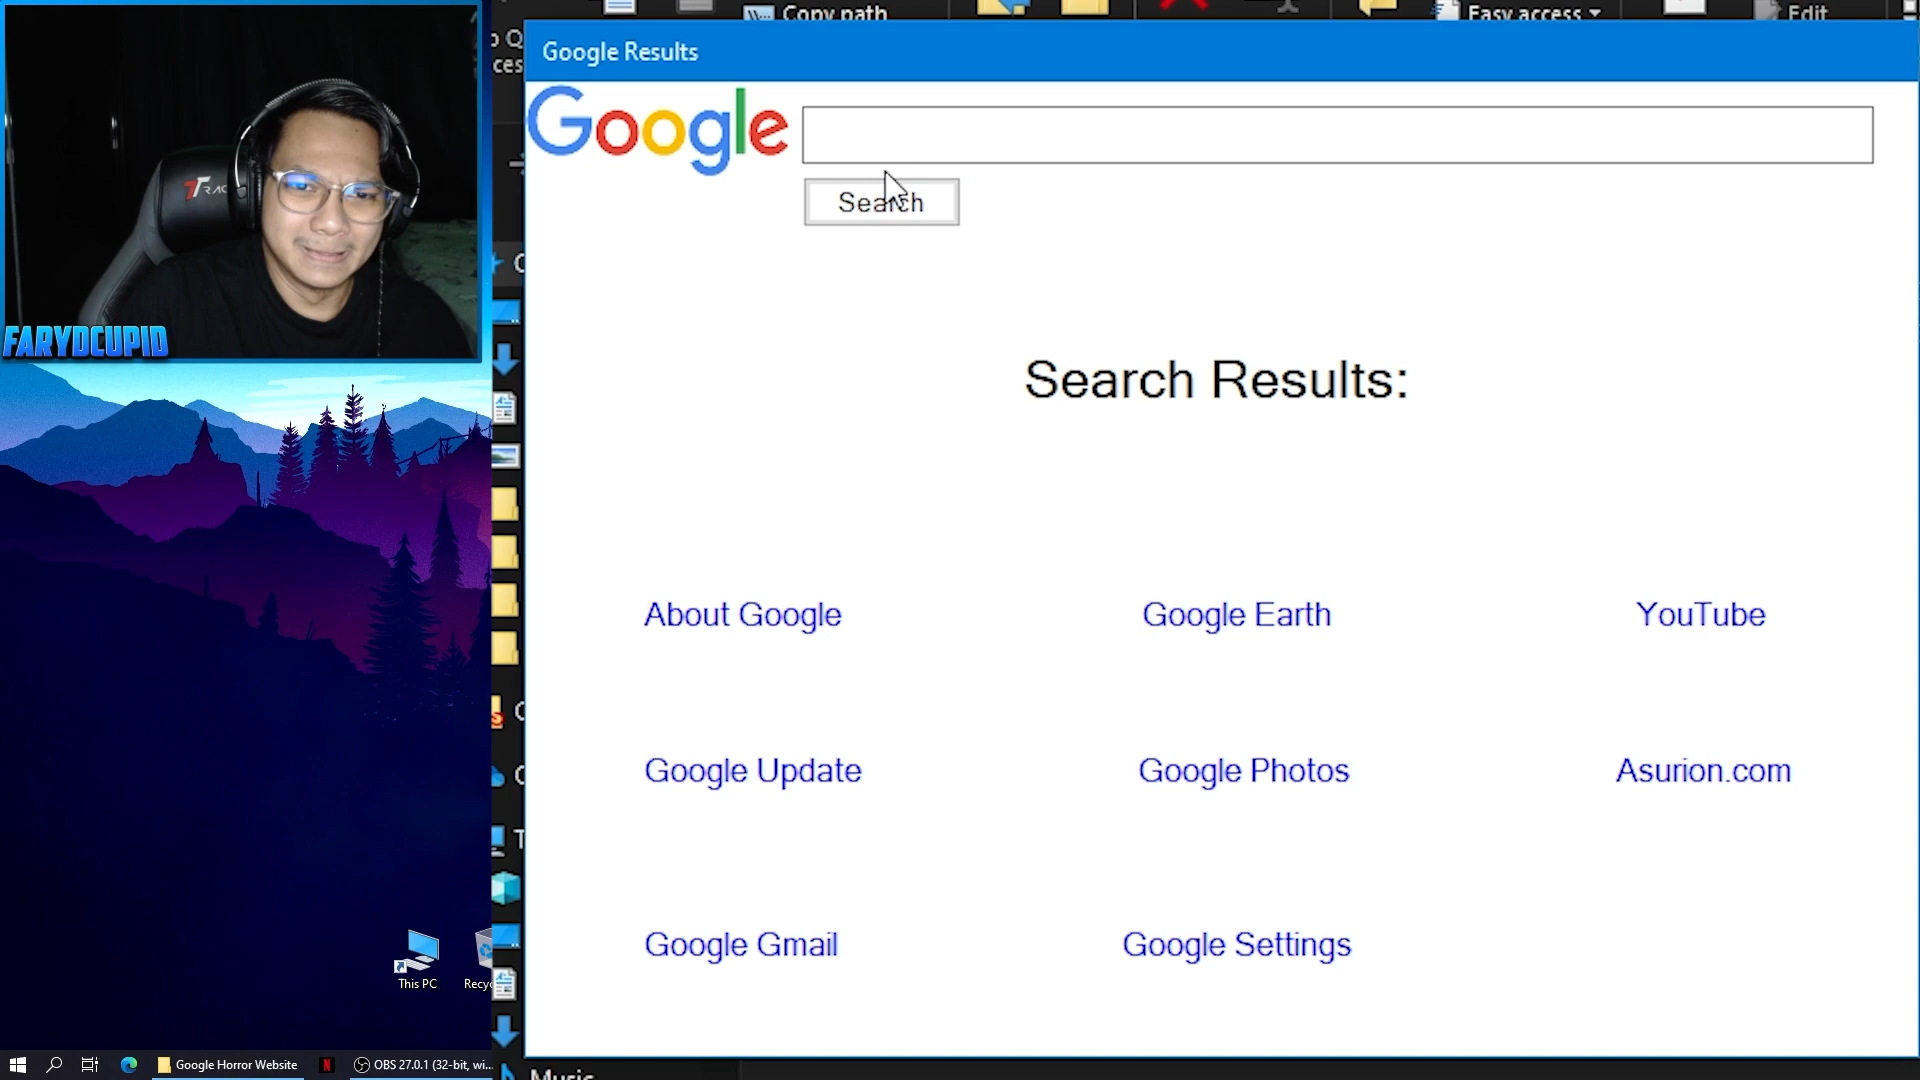 Copy path
Easy access
Edit
Google Results
Google
Search
Search Results:
About Google
Google Earth
YouTube
Google Update
Google Photos
Asurion.com
Google Gmail
Google Settings
FARYDCUPID
This PC
Google Horror Website
OBS 27.0.1 (32-bit, wi...
Music